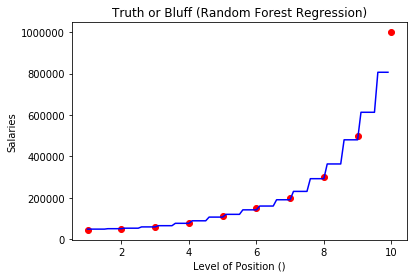 Truth or Bluff (Random Forest Regression)
1000000
800000
600000
400000
200000
0
Salaries
2 4 6 8 10
Level of Position ()